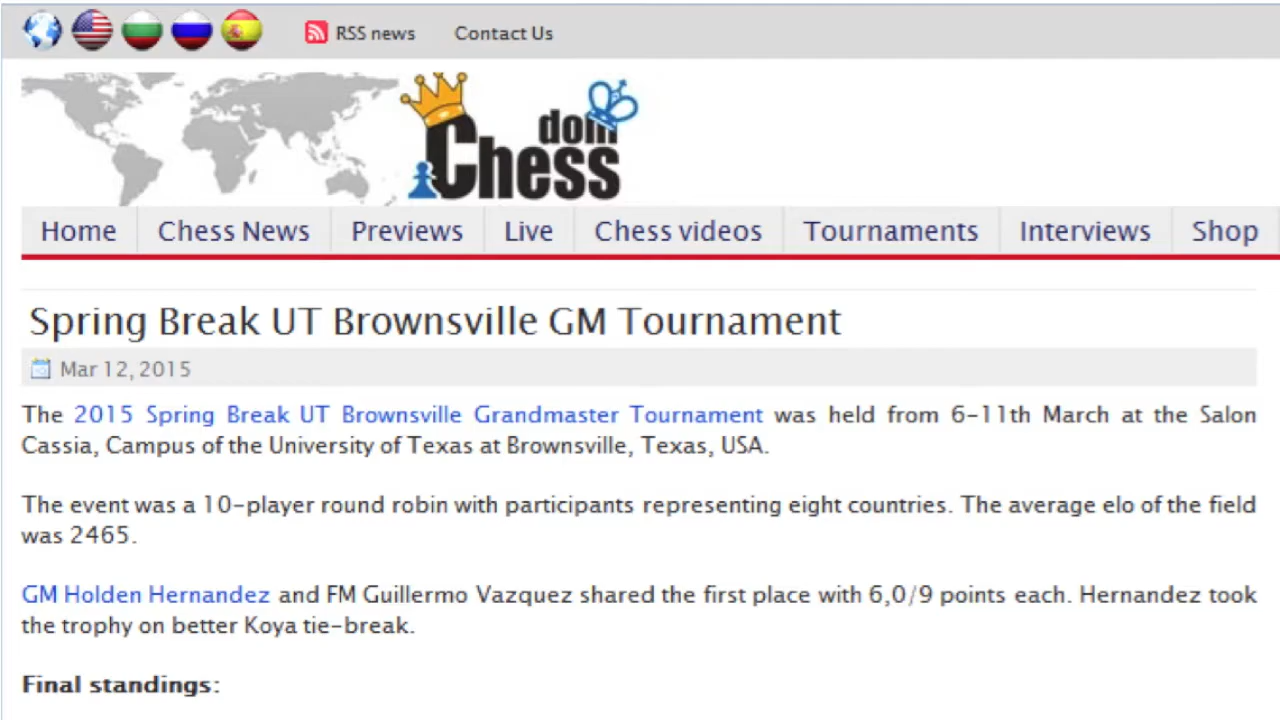 RSS news Contact Us
dom
Chess
Home Chess News Previews Live Chess videos Tournaments Interviews Shop
Spring Break UT Brownsville GM Tournament
Mar 12, 2015
The 2015 Spring Break UT Brownsville Grandmaster Tournament was held from 6-11th March at the Salon
Cassia, Campus of the University of Texas at Brownsville, Texas, USA.
The event was a 10-player round robin with participants representing eight countries. The average elo of the field
was 2465.
GM Holden Hernandez and FM Guillermo Vazquez shared the first place with 6,0/9 points each. Hernandez took
the trophy on better Koya tie-break.
Final standings: